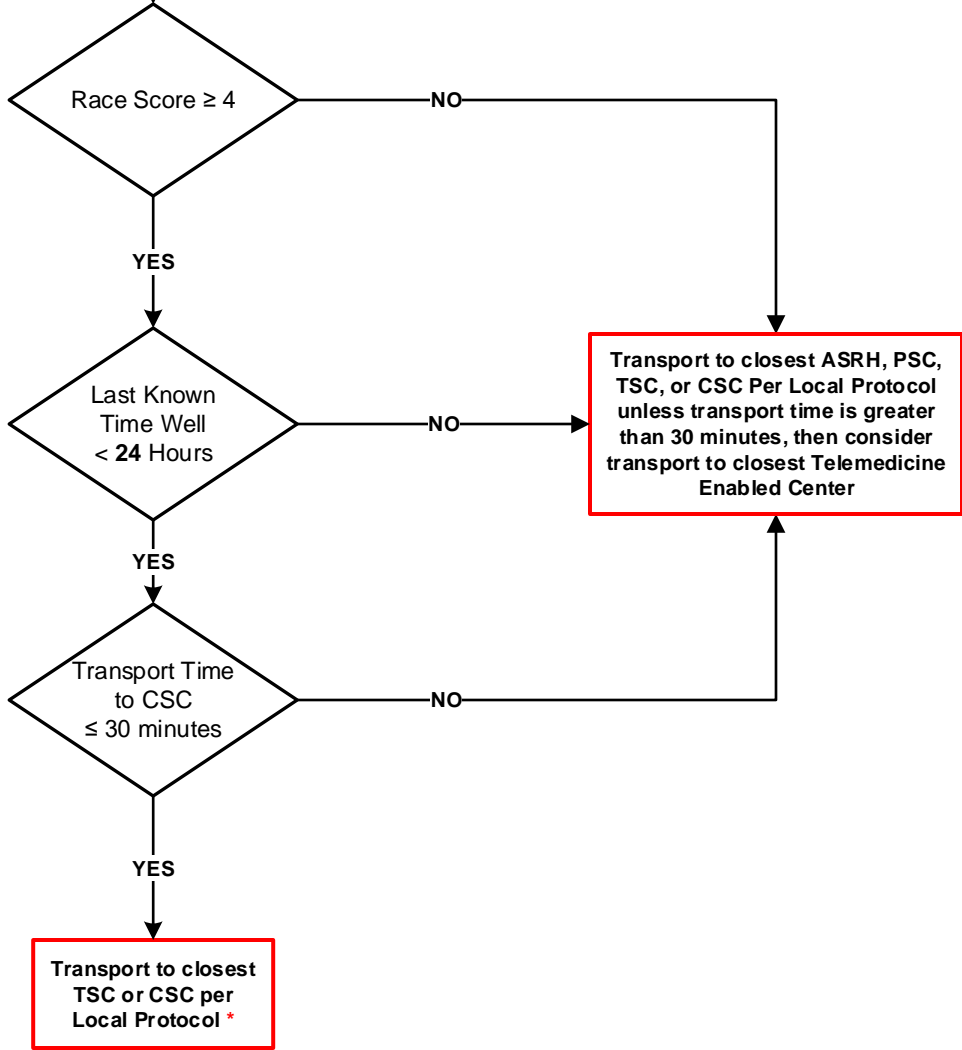 Race Score ≥ 4
NO
YES
Last Known
Time Well
< 24 Hours
NO
Transport to closest ASRH, PSC,
TSC, or CSC Per Local Protocol
unless transport time is greater
than 30 minutes, then consider
transport to closest Telemedicine
Enabled Center
YES
Transport Time
to CSC
≤ 30 minutes
NO
YES
Transport to closest
TSC or CSC per
Local Protocol *